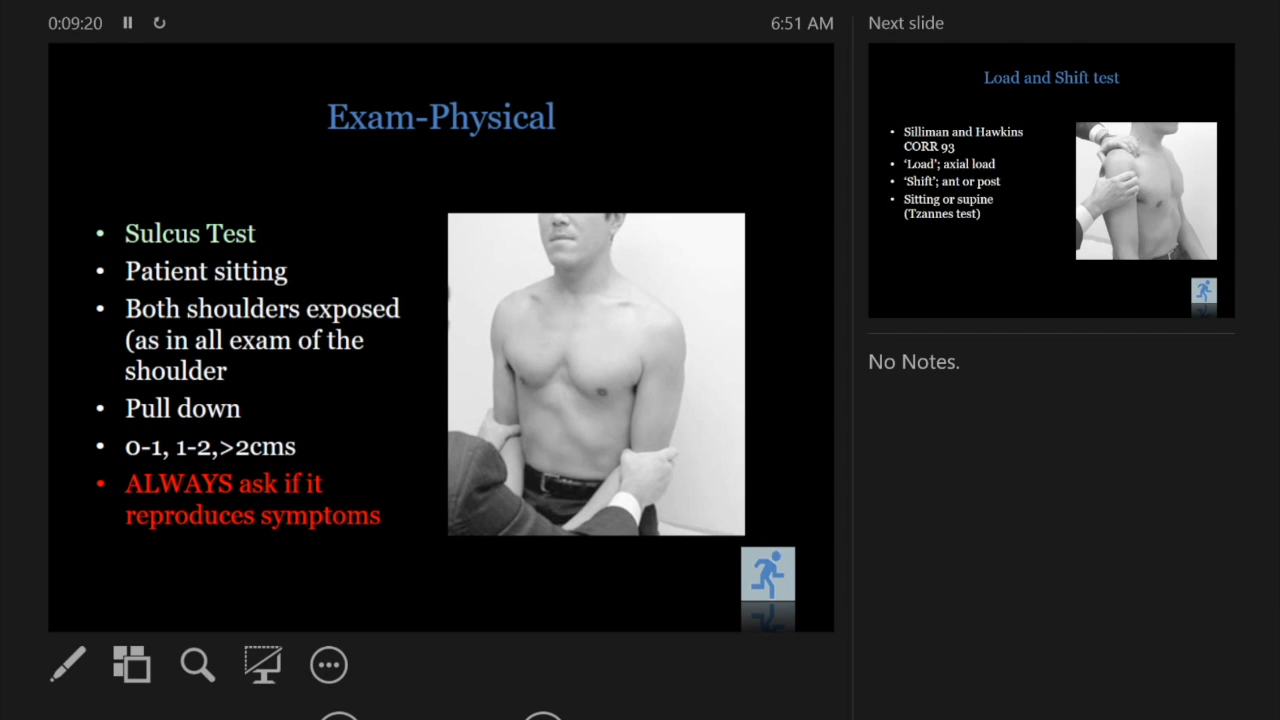 0:09:20
6:51 AM
Next slide
Exam-Physical
• Sulcus Test
• Patient sitting
• Both shoulders exposed
(as in all exam of the
shoulder
• Pull down
• 0-1, 1-2,>2cms
• ALWAYS ask if it
reproduces symptoms
Load and Shift test
• Silliman and Hawkins
CORR 93
• ‘Load’; axial load
• ‘Shift’; ant or post
• Sitting or supine
(Tzannes test)
No Notes.